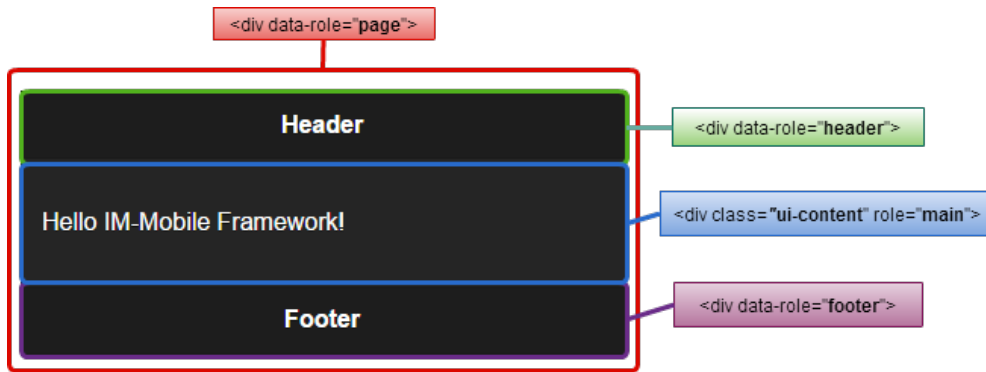 <div data-role="page">
Header
<div data-role="header">
Hello IM-Mobile Framework!
<div class="ui-content" role="main">
Footer
<div data-role="footer">